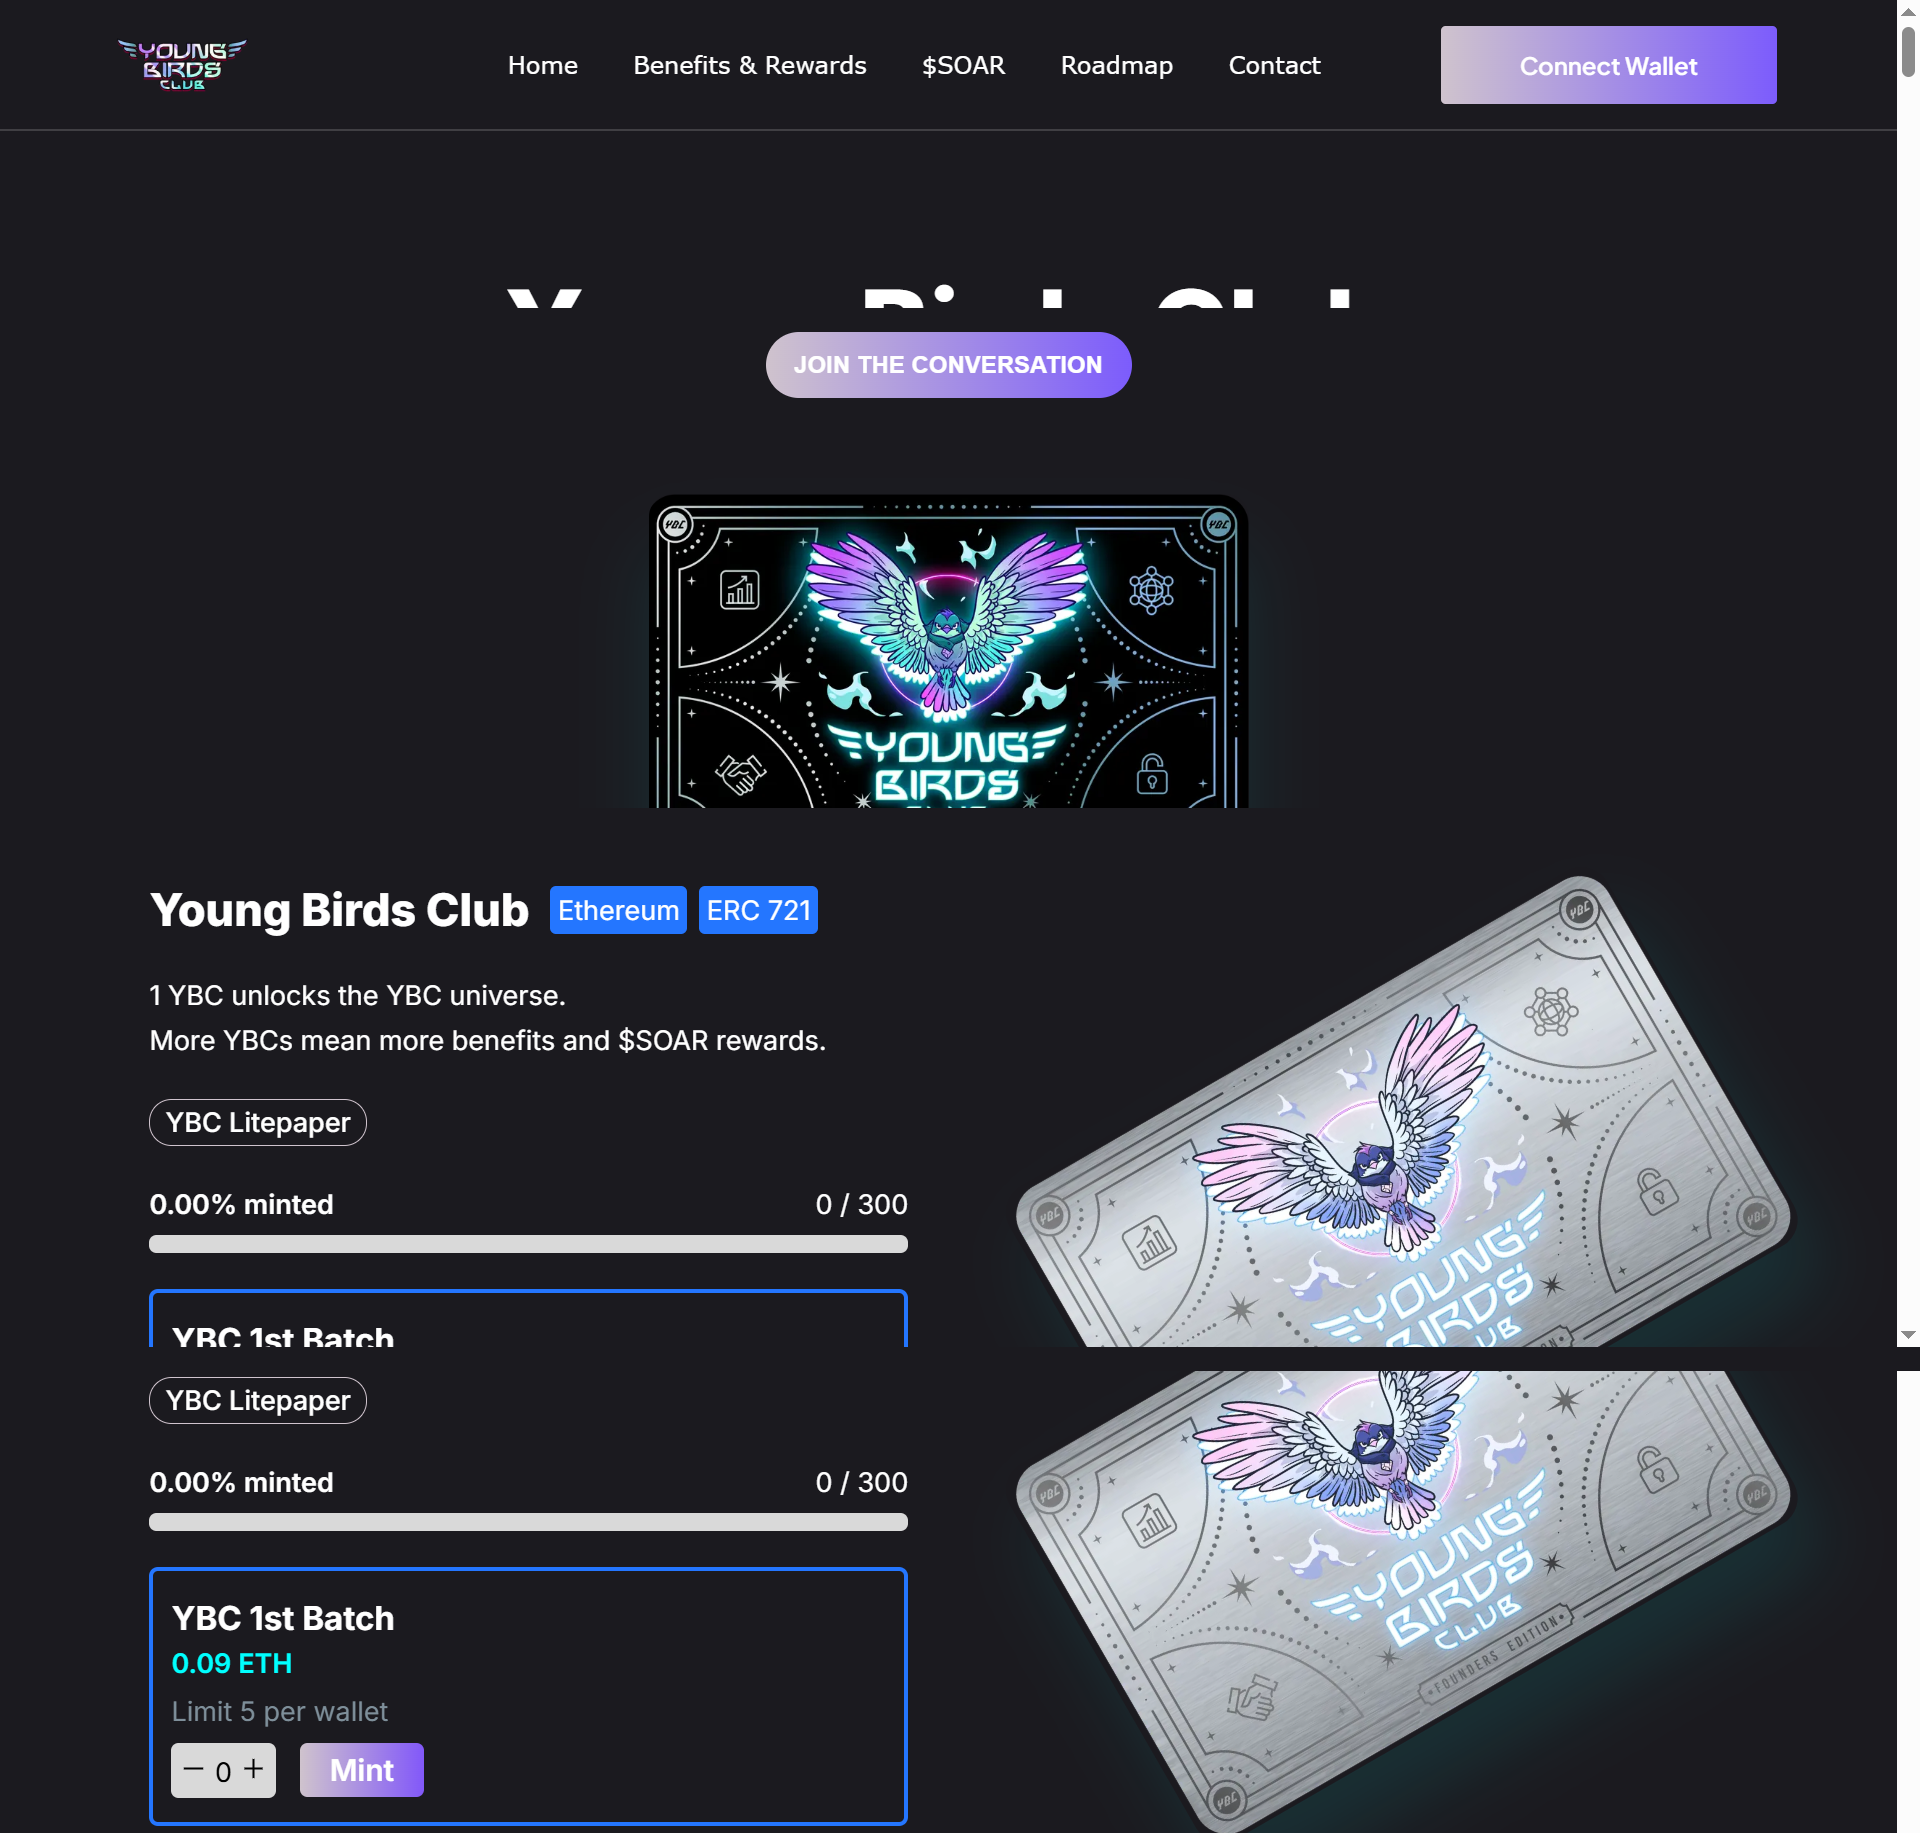 YOUNG
BIRDS
CLUB
Home
Benefits & Rewards
$SOAR
Roadmap
Contact
Connect Wallet
JOIN THE CONVERSATION
YBC
YBC
YOUNG
BIRDS
Young Birds Club
Ethereum
ERC 721
1 YBC unlocks the YBC universe.
More YBCs mean more benefits and $SOAR rewards.
YBC Litepaper
0.00% minted
0 / 300
YBC 1st Batch
YBC
YBC
YBC
YOUNG
BIRDS
YBC Litepaper
0.00% minted
0 / 300
YBC 1st Batch
0.09 ETH
Limit 5 per wallet
0
Mint
YBC
YBC
YOUNG
BIRDS
CLUB
FOUNDERS EDITION
YBC